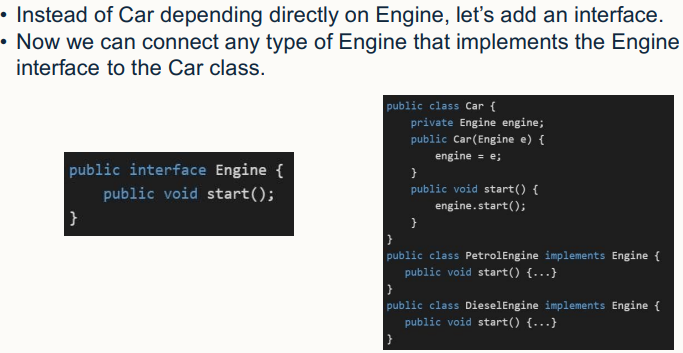 • Instead of Car depending directly on Engine, let’s add an interface.
• Now we can connect any type of Engine that implements the Engine
interface to the Car class.
public interface Engine {
    public void start();
}
public class Car {
    private Engine engine;
    public Car(Engine e) {
        engine = e;
    }
    public void start() {
        engine.start();
    }
}
public class PetrolEngine implements Engine {
    public void start() {...}
}
public class DieselEngine implements Engine {
    public void start() {...}
}